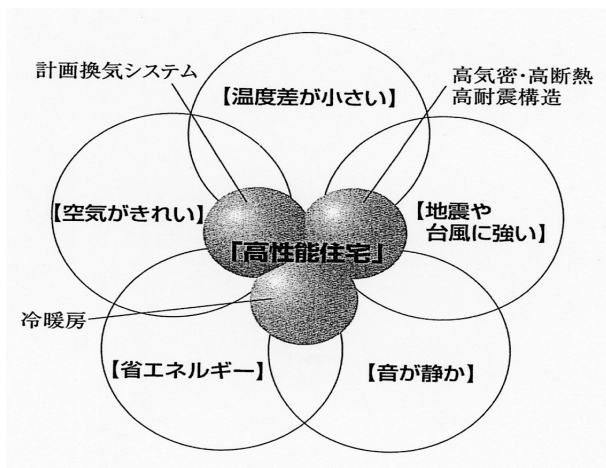 計画換気システム
高気密・高断熱
高耐震構造
【温度差が小さい】
【空気がきれい】
【地震や
台風に強い】
「高性能住宅」
冷暖房
【省エネルギー】
【音が静か】